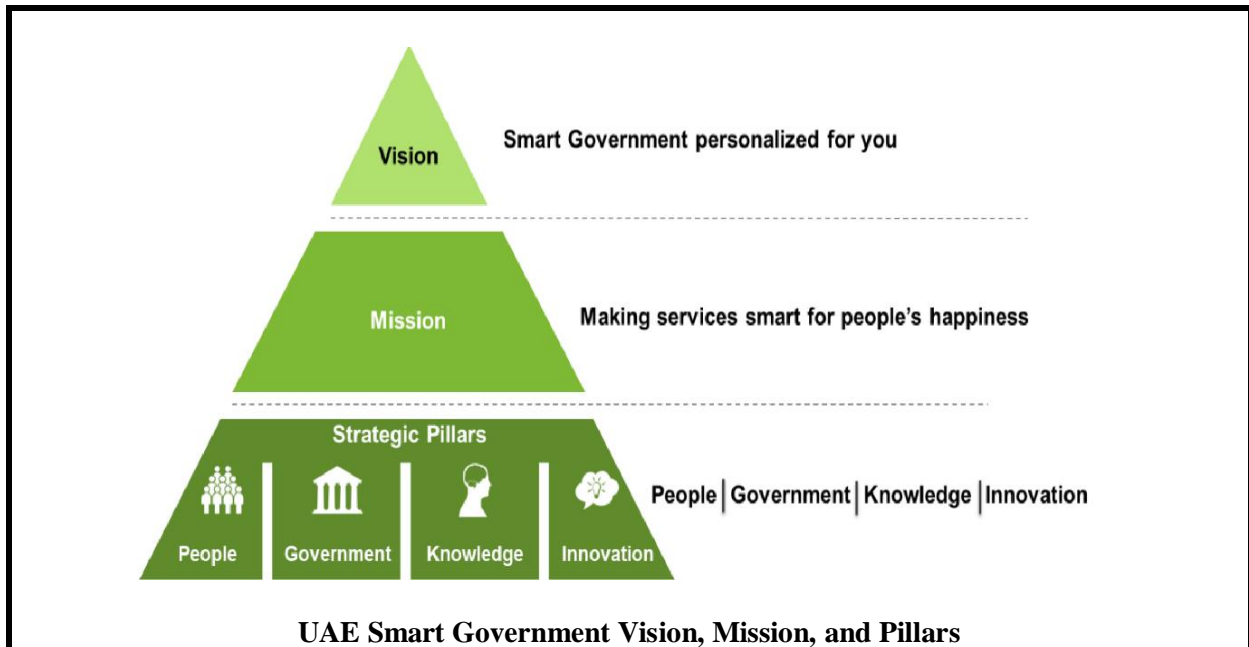 Vision
Smart Government personalized for you
Mission
Making services smart for people's happiness
Strategic Pillars
People
Government
Knowledge
Innovation
People | Government | Knowledge | Innovation
UAE Smart Government Vision, Mission, and Pillars